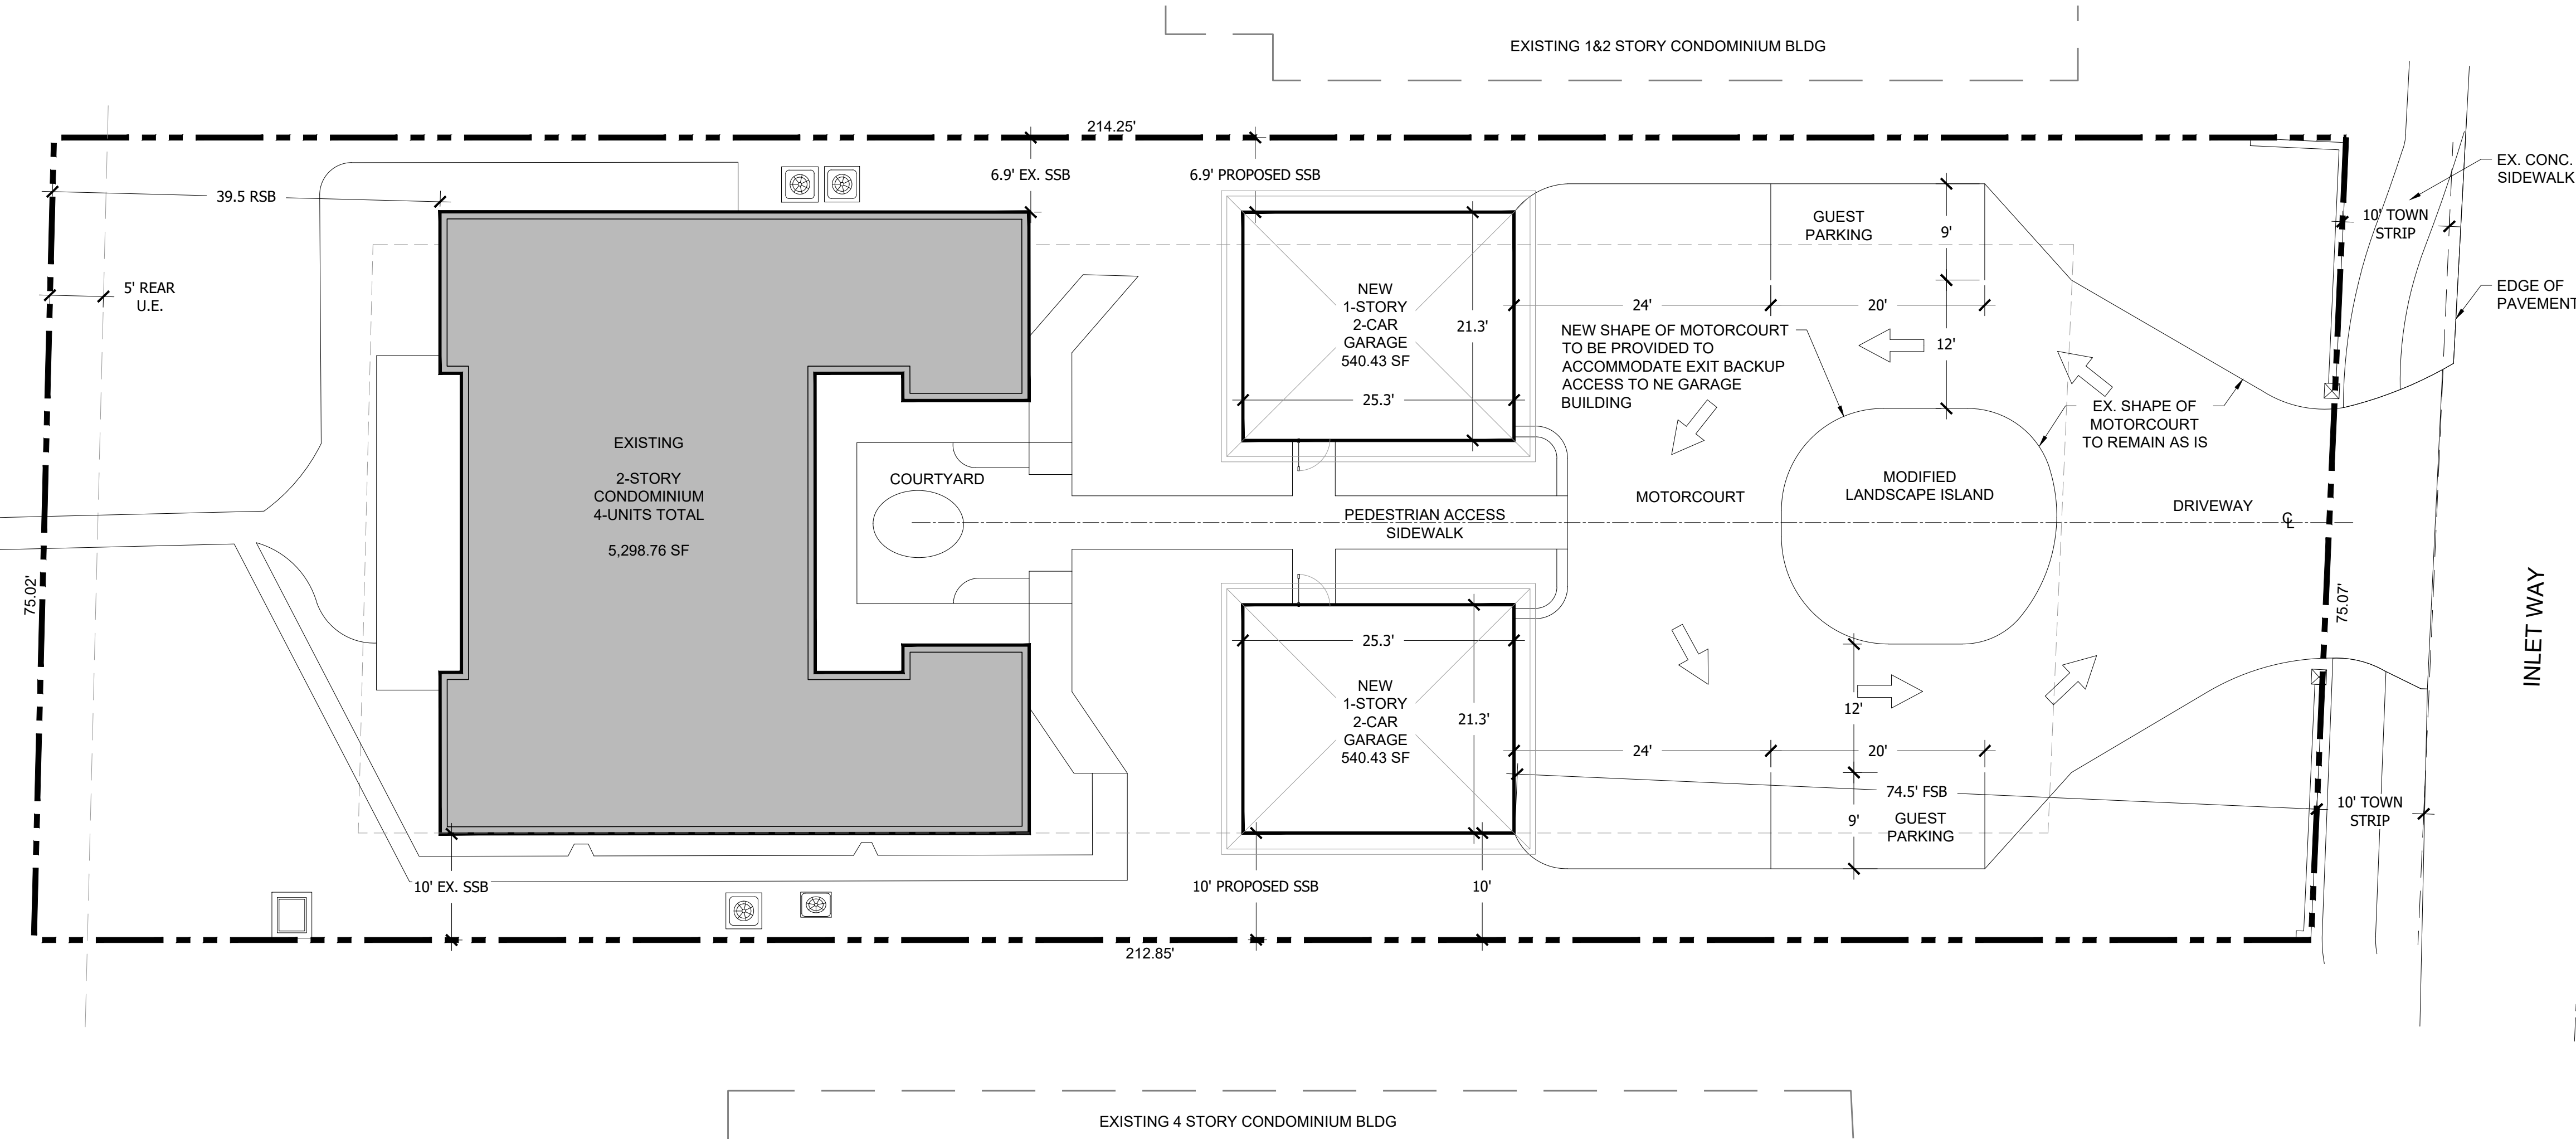 EXISTING 1&2 STORY CONDOMINIUM BLDG
214.25'
EX. CONC.
SIDEWALK
6.9' EX. SSB
6.9' PROPOSED SSB
39.5 RSB
10' TOWN
STRIP
GUEST
PARKING
9'
5' REAR
U.E.
EDGE OF
PAVEMENT
NEW
1-STORY
2-CAR
GARAGE
540.43 SF
21.3'
25.3'
24'
20'
12'
NEW SHAPE OF MOTORCOURT
TO BE PROVIDED TO
ACCOMMODATE EXIT BACKUP
ACCESS TO NE GARAGE
BUILDING
EX. SHAPE OF
MOTORCOURT
TO REMAIN AS IS
EXISTING
2-STORY
CONDOMINIUM
4-UNITS TOTAL
5,298.76 SF
COURTYARD
PEDESTRIAN ACCESS
SIDEWALK
MOTORCOURT
MODIFIED
LANDSCAPE ISLAND
DRIVEWAY
℄
75.02'
75.07'
INLET WAY
25.3'
NEW
1-STORY
2-CAR
GARAGE
540.43 SF
21.3'
12'
24'
20'
74.5' FSB
9'
GUEST
PARKING
10' TOWN
STRIP
10' EX. SSB
10' PROPOSED SSB
10'
212.85'
EXISTING 4 STORY CONDOMINIUM BLDG